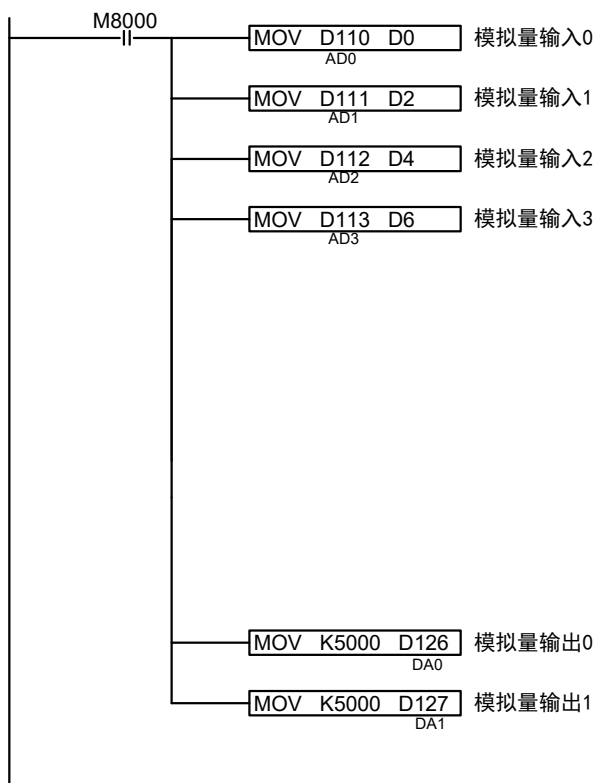 M8000
MOV D110 D0 模拟量输入0
AD0
MOV D111 D2 模拟量输入1
AD1
MOV D112 D4 模拟量输入2
AD2
MOV D113 D6 模拟量输入3
AD3
MOV K5000 D126 模拟量输出0
DA0
MOV K5000 D127 模拟量输出1
DA1